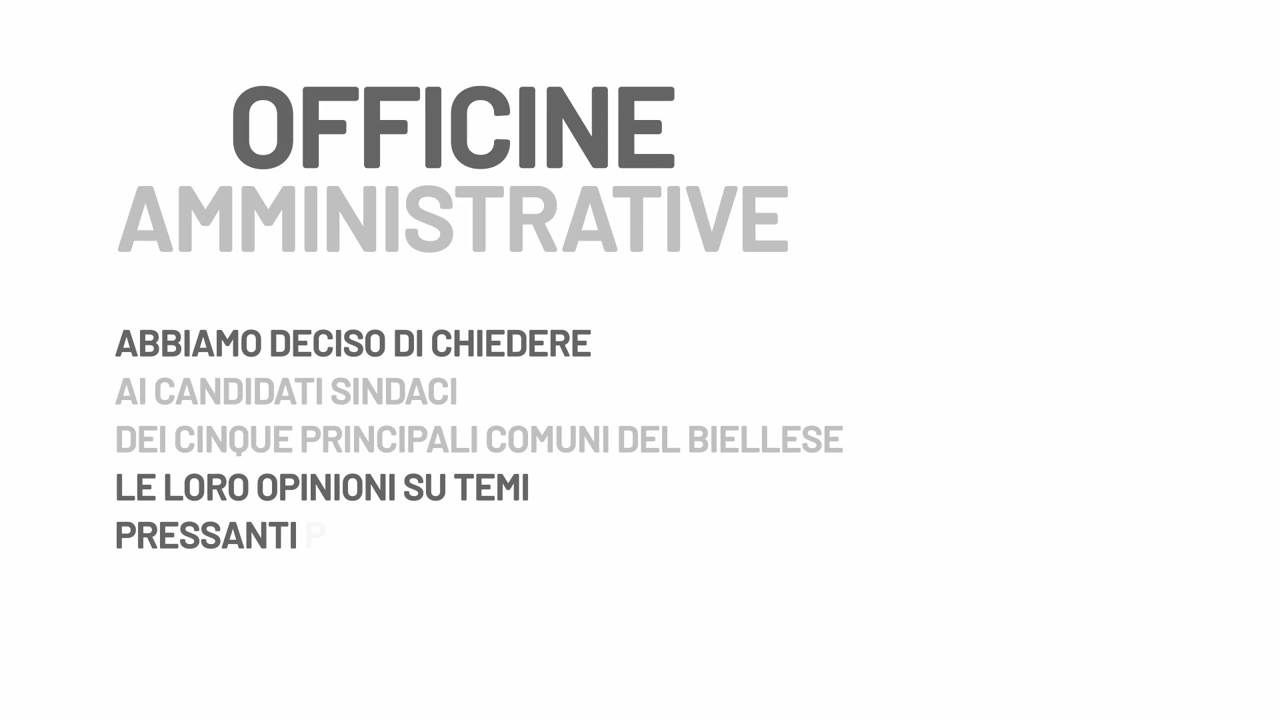 OFFICINE
AMMINISTRATIVE
ABBIAMO DECISO DI CHIEDERE
AI CANDIDATI SINDACI
DEI CINQUE PRINCIPALI COMUNI DEL BIELLESE
LE LORO OPINIONI SU TEMI
PRESSANTI P